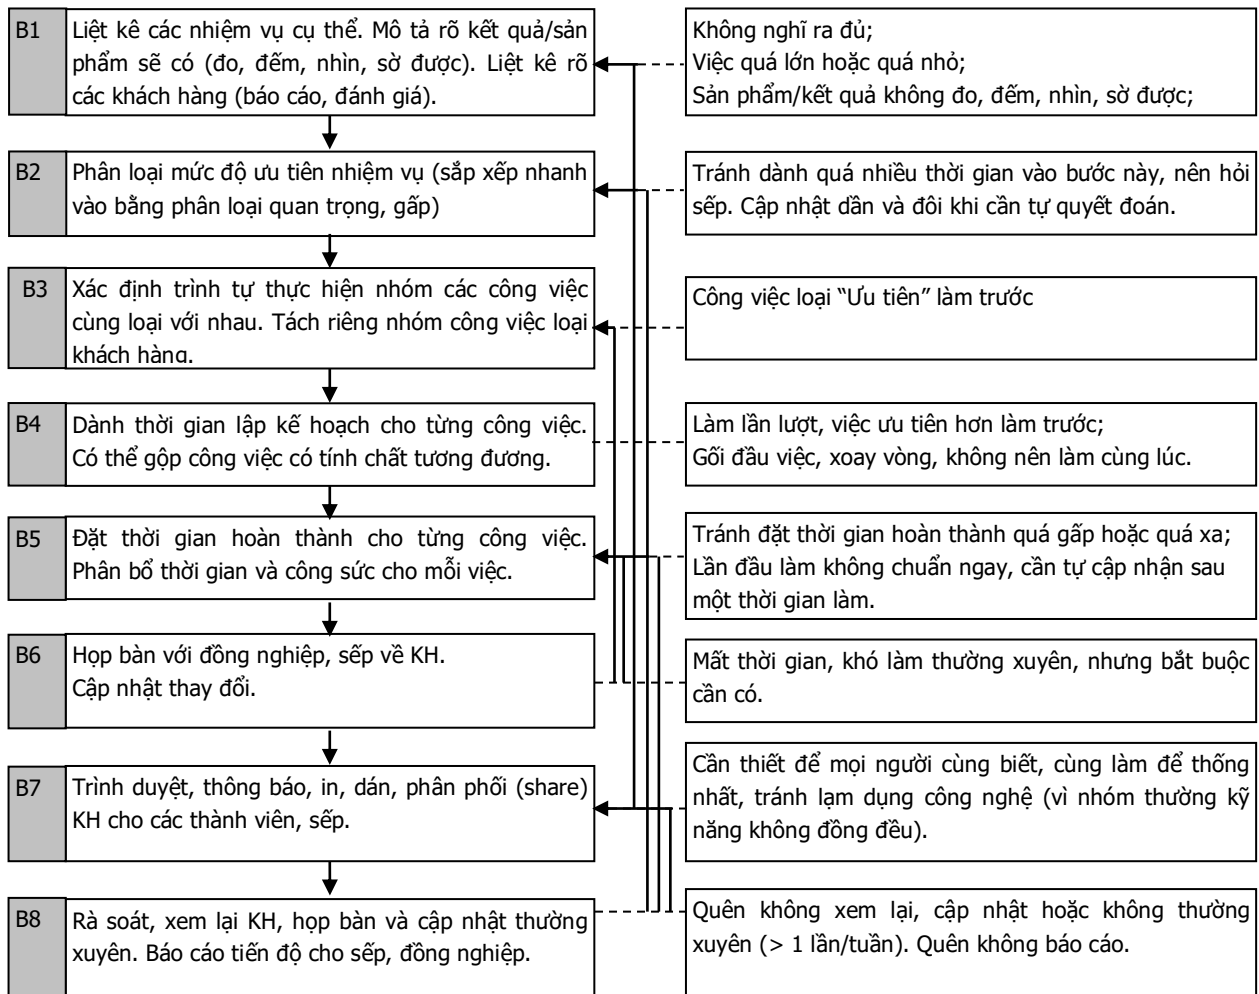 B1
Liệt kê các nhiệm vụ cụ thể. Mô tả rõ kết quả/sản
phẩm sẽ có (đo, đếm, nhìn, sờ được). Liệt kê rõ
các khách hàng (báo cáo, đánh giá).
Không nghĩ ra đủ;
Việc quá lớn hoặc quá nhỏ;
Sản phẩm/kết quả không đo, đếm, nhìn, sờ được;
B2
Phân loại mức độ ưu tiên nhiệm vụ (sắp xếp nhanh
vào bằng phân loại quan trọng, gấp)
Tránh dành quá nhiều thời gian vào bước này, nên hỏi
sếp. Cập nhật dần và đôi khi cần tự quyết đoán.
B3
Xác định trình tự thực hiện nhóm các công việc
cùng loại với nhau. Tách riêng nhóm công việc loại
khách hàng.
Công việc loại “Ưu tiên” làm trước
B4
Dành thời gian lập kế hoạch cho từng công việc.
Có thể gộp công việc có tính chất tương đương.
Làm lần lượt, việc ưu tiên hơn làm trước;
Gối đầu việc, xoay vòng, không nên làm cùng lúc.
B5
Đặt thời gian hoàn thành cho từng công việc.
Phân bổ thời gian và công sức cho mỗi việc.
Tránh đặt thời gian hoàn thành quá gấp hoặc quá xa;
Lần đầu làm không chuẩn ngay, cần tự cập nhận sau
một thời gian làm.
B6
Họp bàn với đồng nghiệp, sếp về KH.
Cập nhật thay đổi.
Mất thời gian, khó làm thường xuyên, nhưng bắt buộc
cần có.
B7
Trình duyệt, thông báo, in, dán, phân phối (share)
KH cho các thành viên, sếp.
Cần thiết để mọi người cùng biết, cùng làm để thống
nhất, tránh lạm dụng công nghệ (vì nhóm thường kỹ
năng không đồng đều).
B8
Rà soát, xem lại KH, họp bàn và cập nhật thường
xuyên. Báo cáo tiến độ cho sếp, đồng nghiệp.
Quên không xem lại, cập nhật hoặc không thường
xuyên (> 1 lần/tuần). Quên không báo cáo.